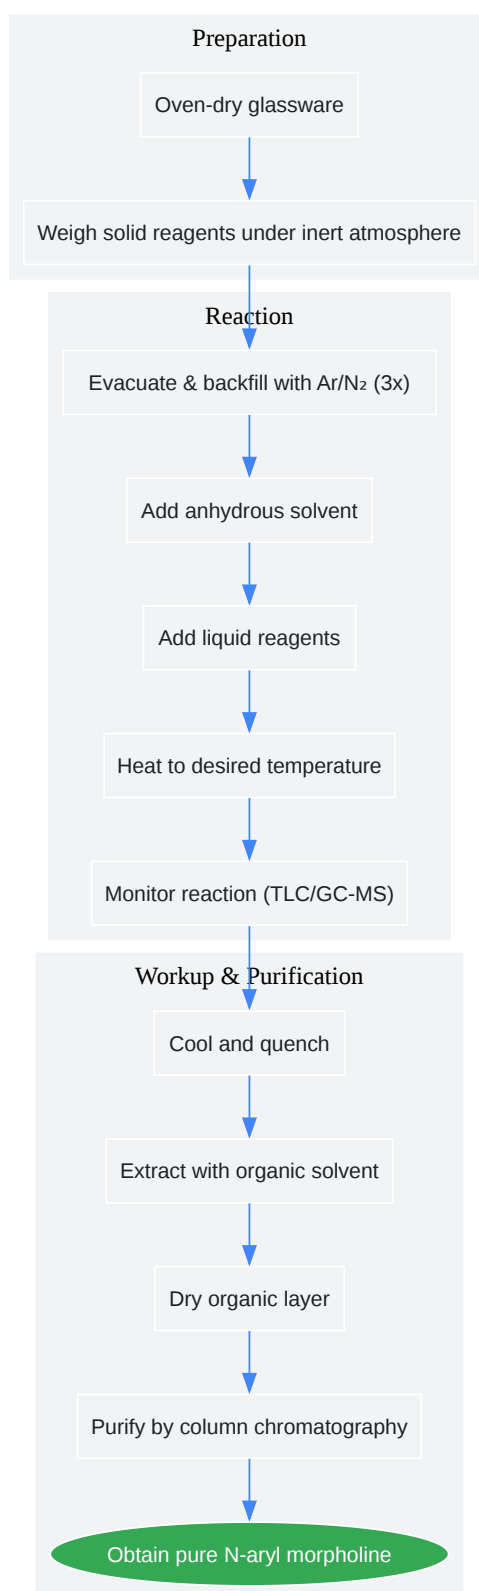 Preparation
Oven-dry glassware
Weigh solid reagents under inert atmosphere
Reaction
Evacuate & backfill with Ar/N₂ (3x)
Add anhydrous solvent
Add liquid reagents
Heat to desired temperature
Monitor reaction (TLC/GC-MS)
Workup & Purification
Cool and quench
Extract with organic solvent
Dry organic layer
Purify by column chromatography
Obtain pure N-aryl morpholine